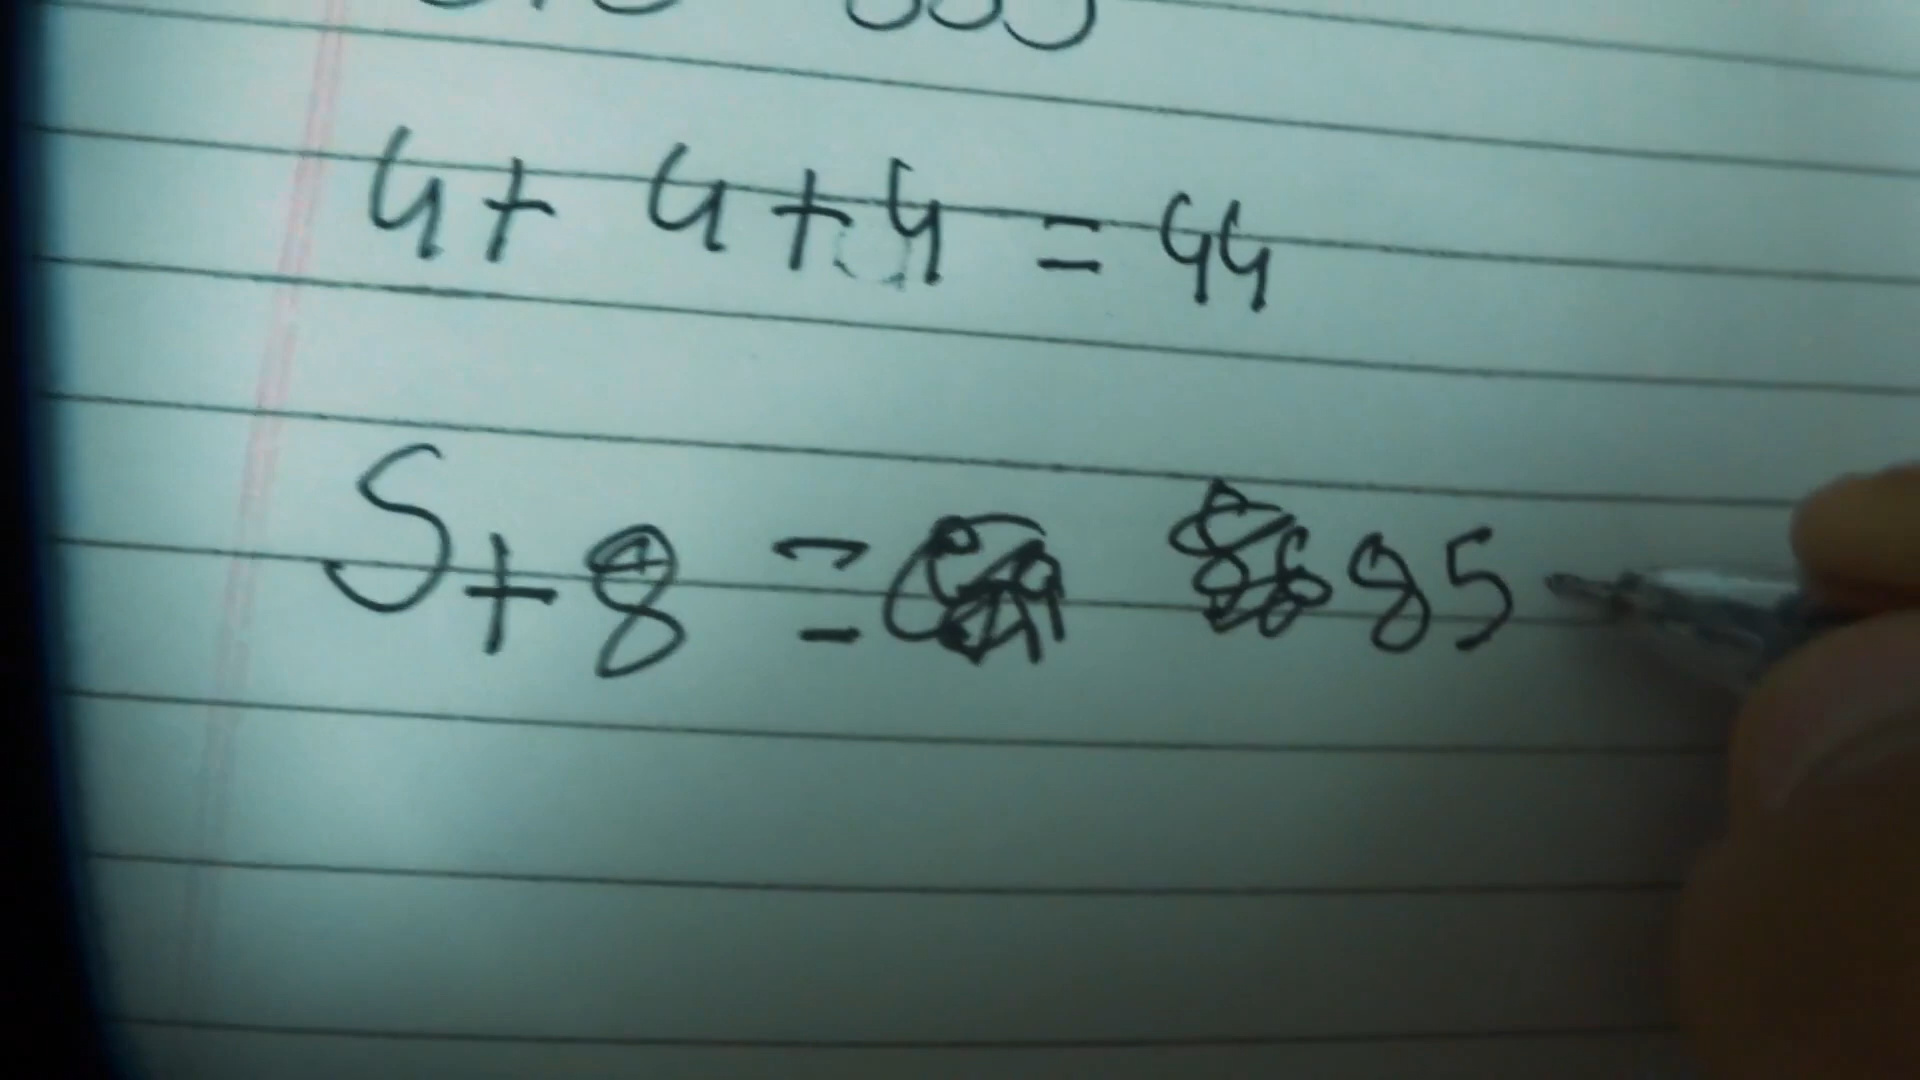 4 + 4 + 4 = 44
5 + 8 = 85